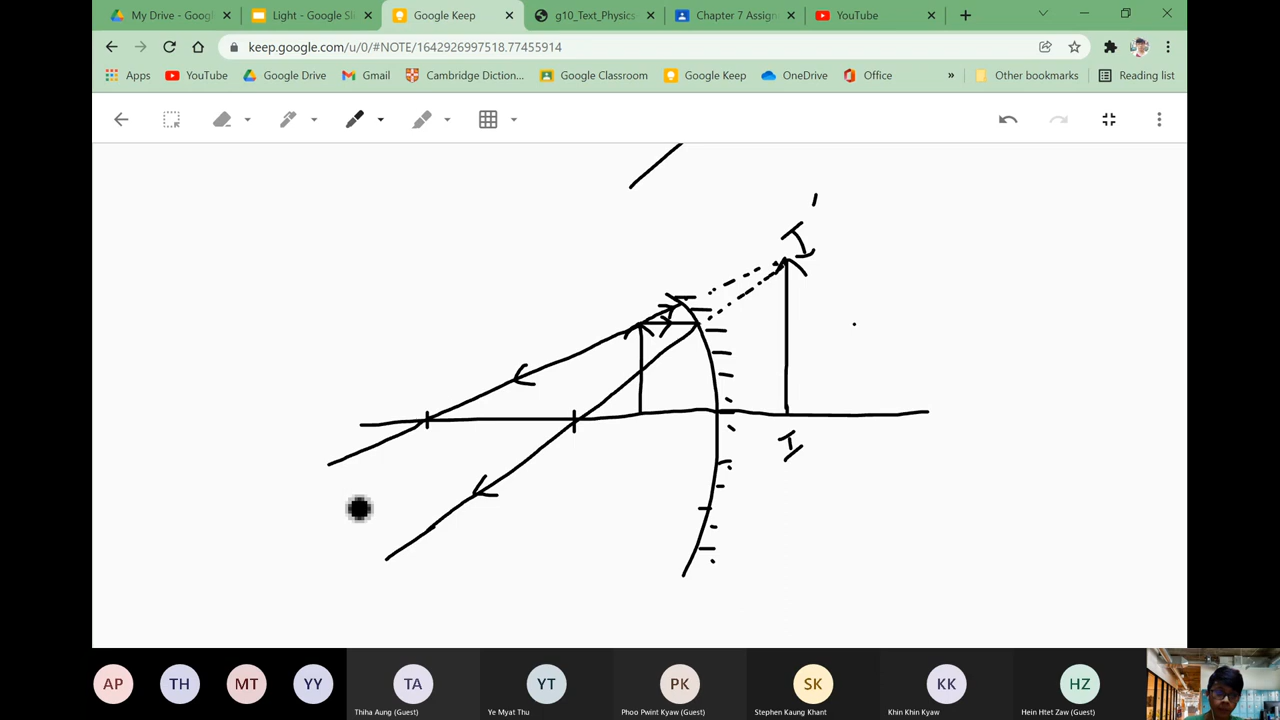 My Drive - Goog
Light - Google Sli
Google Keep
g10_Text_Physics
Chapter 7 Assign
YouTube
keep.google.com/u/0/#NOTE/1642926997518.77455914
Apps
YouTube
Google Drive
Gmail
Cambridge Diction...
Google Classroom
Google Keep
OneDrive
Office
»
Other bookmarks
Reading list
I'
I
AP
TH
MT
YY
TA
YT
PK
SK
KK
HZ
Thiha Aung (Guest)
Ye Myat Thu
Phoo Pwint Kyaw (Guest)
Stephen Kaung Khant
Khin Khin Kyaw
Hein Htet Zaw (Guest)